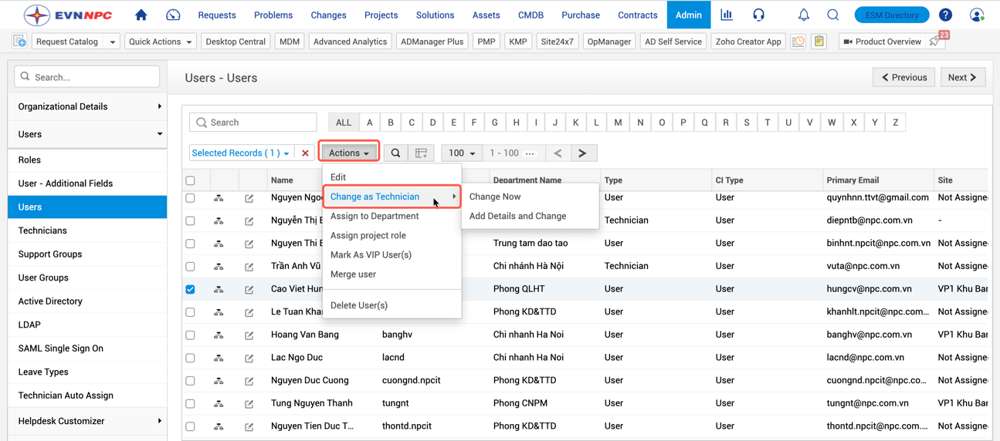 EVNNPC Requests Problems Changes Projects Solutions Assets CMDB Purchase Contracts Admin ESM Directory ?
Request Catalog Quick Actions Desktop Central MDM Advanced Analytics ADManager Plus PMP KMP Site24x7 OpManager AD Self Service Zoho Creator App Product Overview 23
Search...
Organizational Details
Users
Roles
User - Additional Fields
Users
Technicians
Support Groups
User Groups
Active Directory
LDAP
SAML Single Sign On
Leave Types
Technician Auto Assign
Helpdesk Customizer
Users - Users Previous Next
Search ALL A B C D E F G H I J K L M N O P Q R S T U V W X Y Z
Selected Records ( 1 ) Actions 100 1 - 100 ...
Edit
Change as Technician
Assign to Department
Assign project role
Mark As VIP User(s)
Merge user
Delete User(s)
Change Now
Add Details and Change
Name Department Name Type CI Type Primary Email Site
Nguyen Ngo User User quynhnn.ttvt@gmail.com Not Assigne
Nguyễn Thị Technician User diepntb@npc.com.vn -
Nguyen Thi Trung tam dao tao User User binhnt.npcit@npc.com.vn Not Assigne
Trần Anh Vũ Chi nhánh Hà Nội Technician User vuta@npc.com.vn Not Assigne
Cao Viet Hun Phong QLHT User User hungcv@npc.com.vn VP1 Khu Bar
Le Tuan Kha Phong KD&TTD User User khanhlt.npcit@npc.com... Not Assigne
Hoang Van Bang banghv Chi nhanh Ha Noi User User banghv@npc.com.vn VP1 Khu Bar
Lac Ngo Duc lacnd Chi nhanh Ha Noi User User lacnd@npc.com.vn Not Assigne
Nguyen Duc Cuong cuongnd.npcit Phong KD&TTD User User cuongnd.npcit@npc.co... Not Assigne
Tung Nguyen Thanh tungnt Phong CNPM User User tungnt@npc.com.vn VP1 Khu Bar
Nguyen Tien Duc T... thontd.npcit Phong KD&TTD User User thontd.npcit@npc.com.... Not Assigne